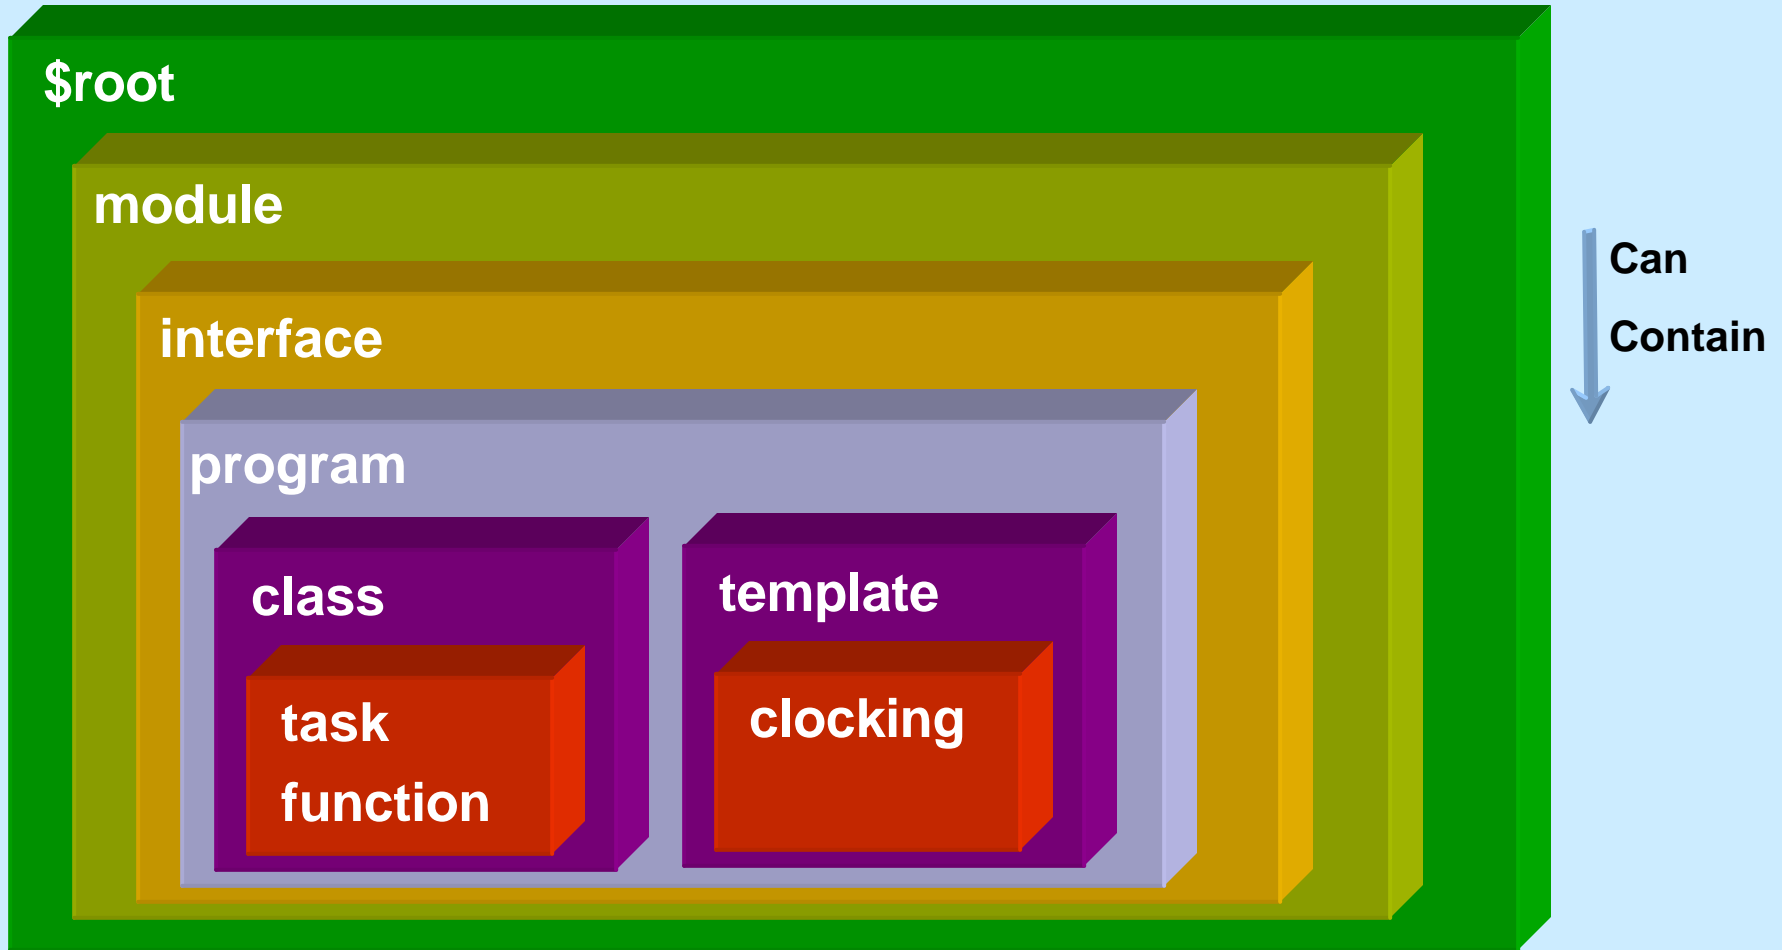 $root
module
interface
program
class
task
function
template
clocking
Can
Contain